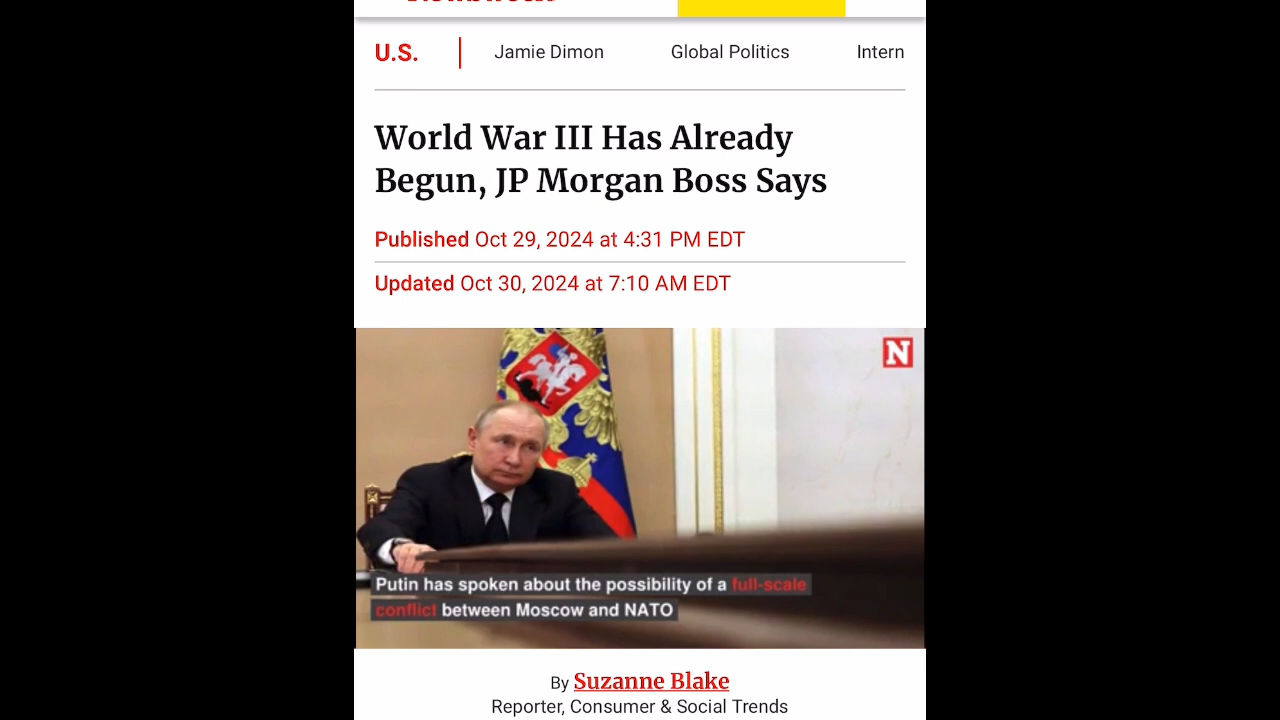 U.S. Jamie Dimon Global Politics Intern
World War III Has Already
Begun, JP Morgan Boss Says
Published Oct 29, 2024 at 4:31 PM EDT
Updated Oct 30, 2024 at 7:10 AM EDT
N
Putin has spoken about the possibility of a full-scale
conflict between Moscow and NATO
By Suzanne Blake
Reporter, Consumer & Social Trends